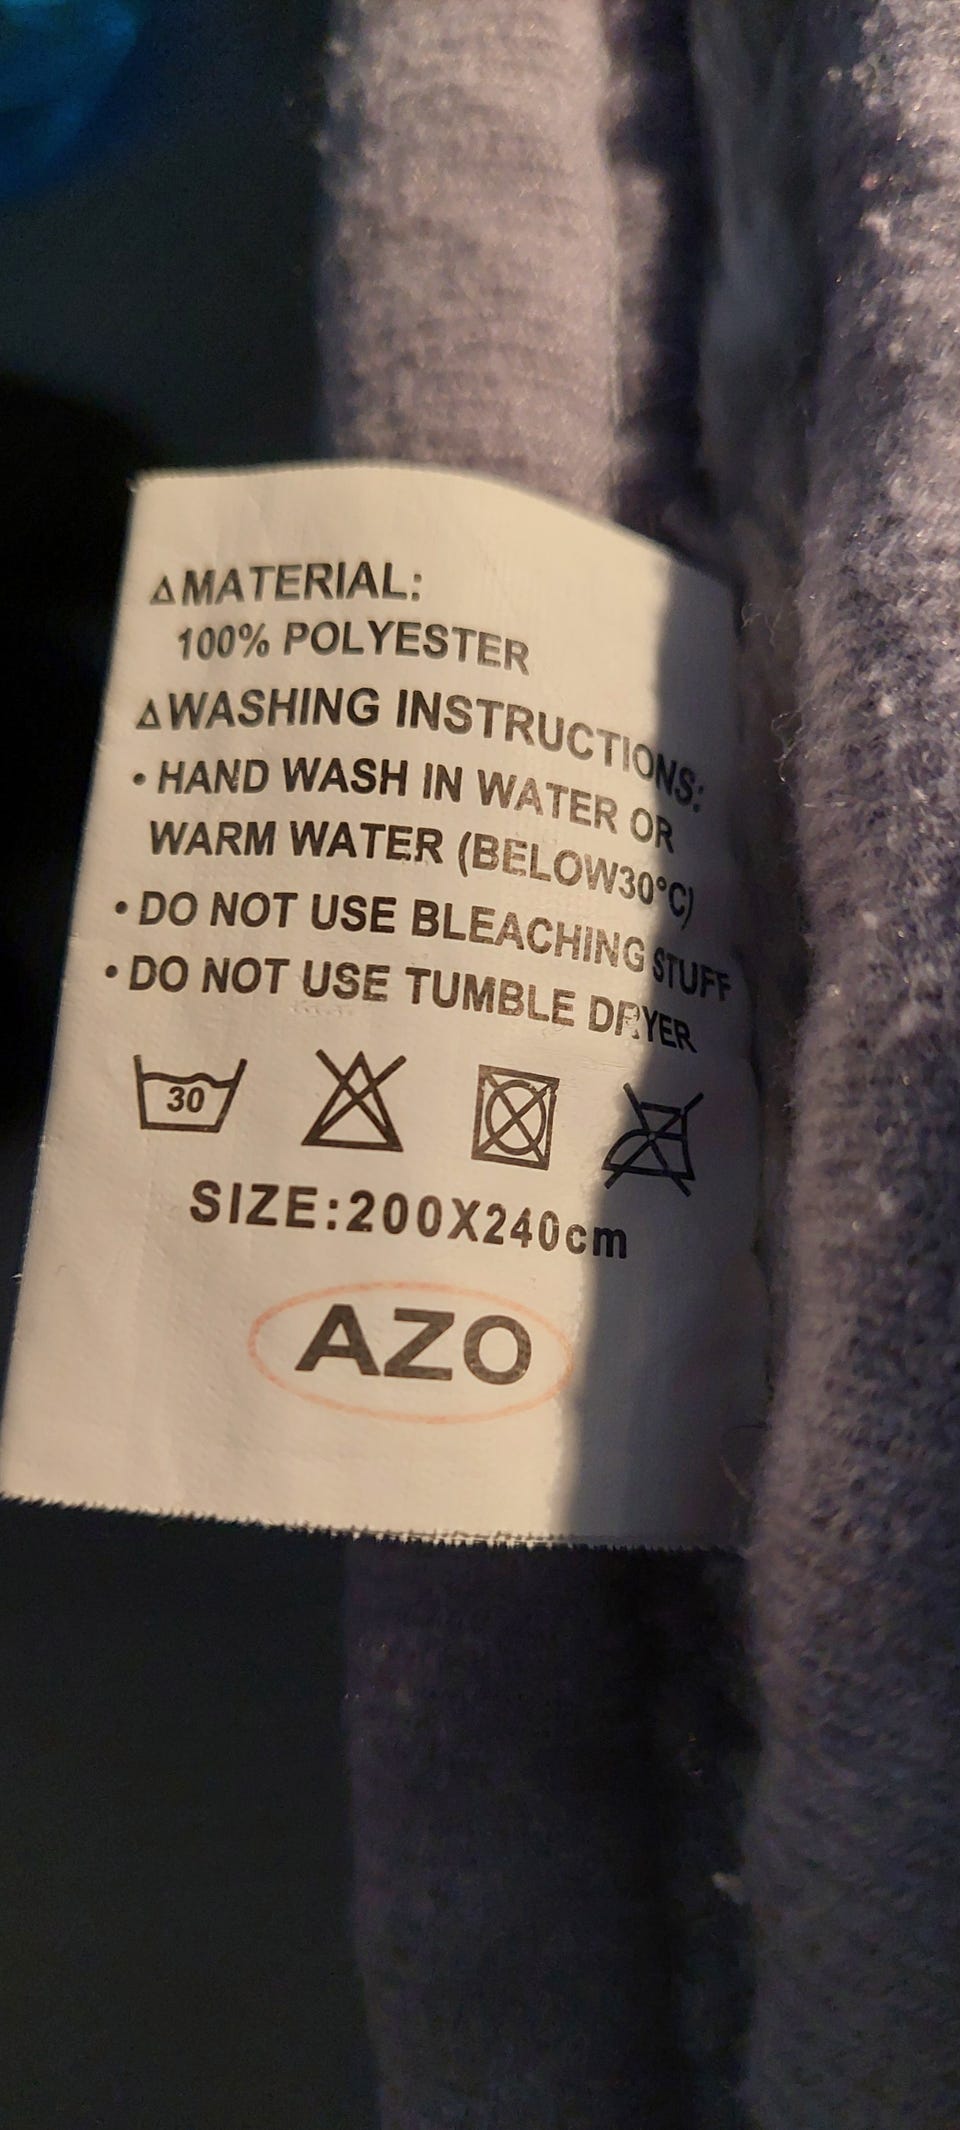 △MATERIAL:
100% POLYESTER
△WASHING INSTRUCTIONS:
• HAND WASH IN WATER OR
WARM WATER (BELOW30°C)
• DO NOT USE BLEACHING STUFF
• DO NOT USE TUMBLE DRYER
30
SIZE:200X240cm
AZO